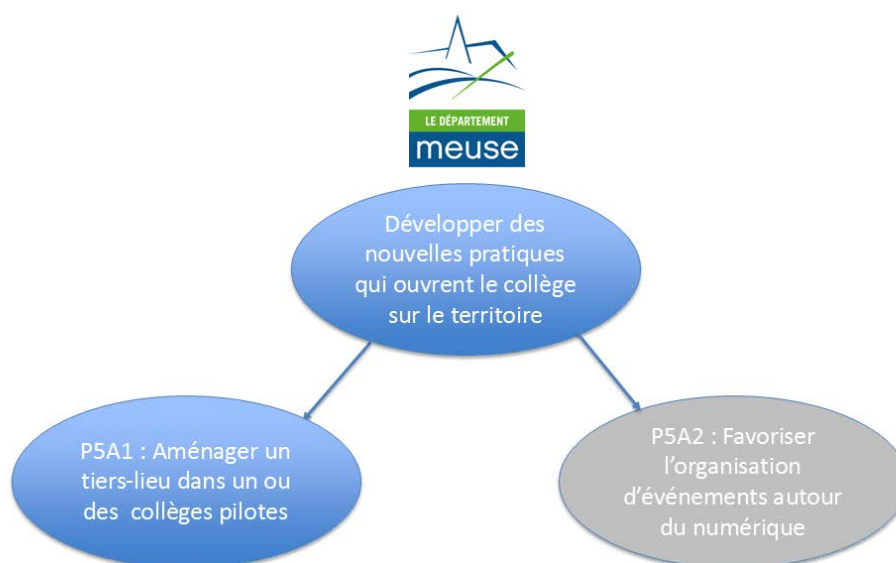 LE DÉPARTEMENT
meuse
Développer des
nouvelles pratiques
qui ouvrent le collège
sur le territoire
P5A1 : Aménager un
tiers-lieu dans un ou
des collèges pilotes
P5A2 : Favoriser
l'organisation
d'événements autour
du numérique